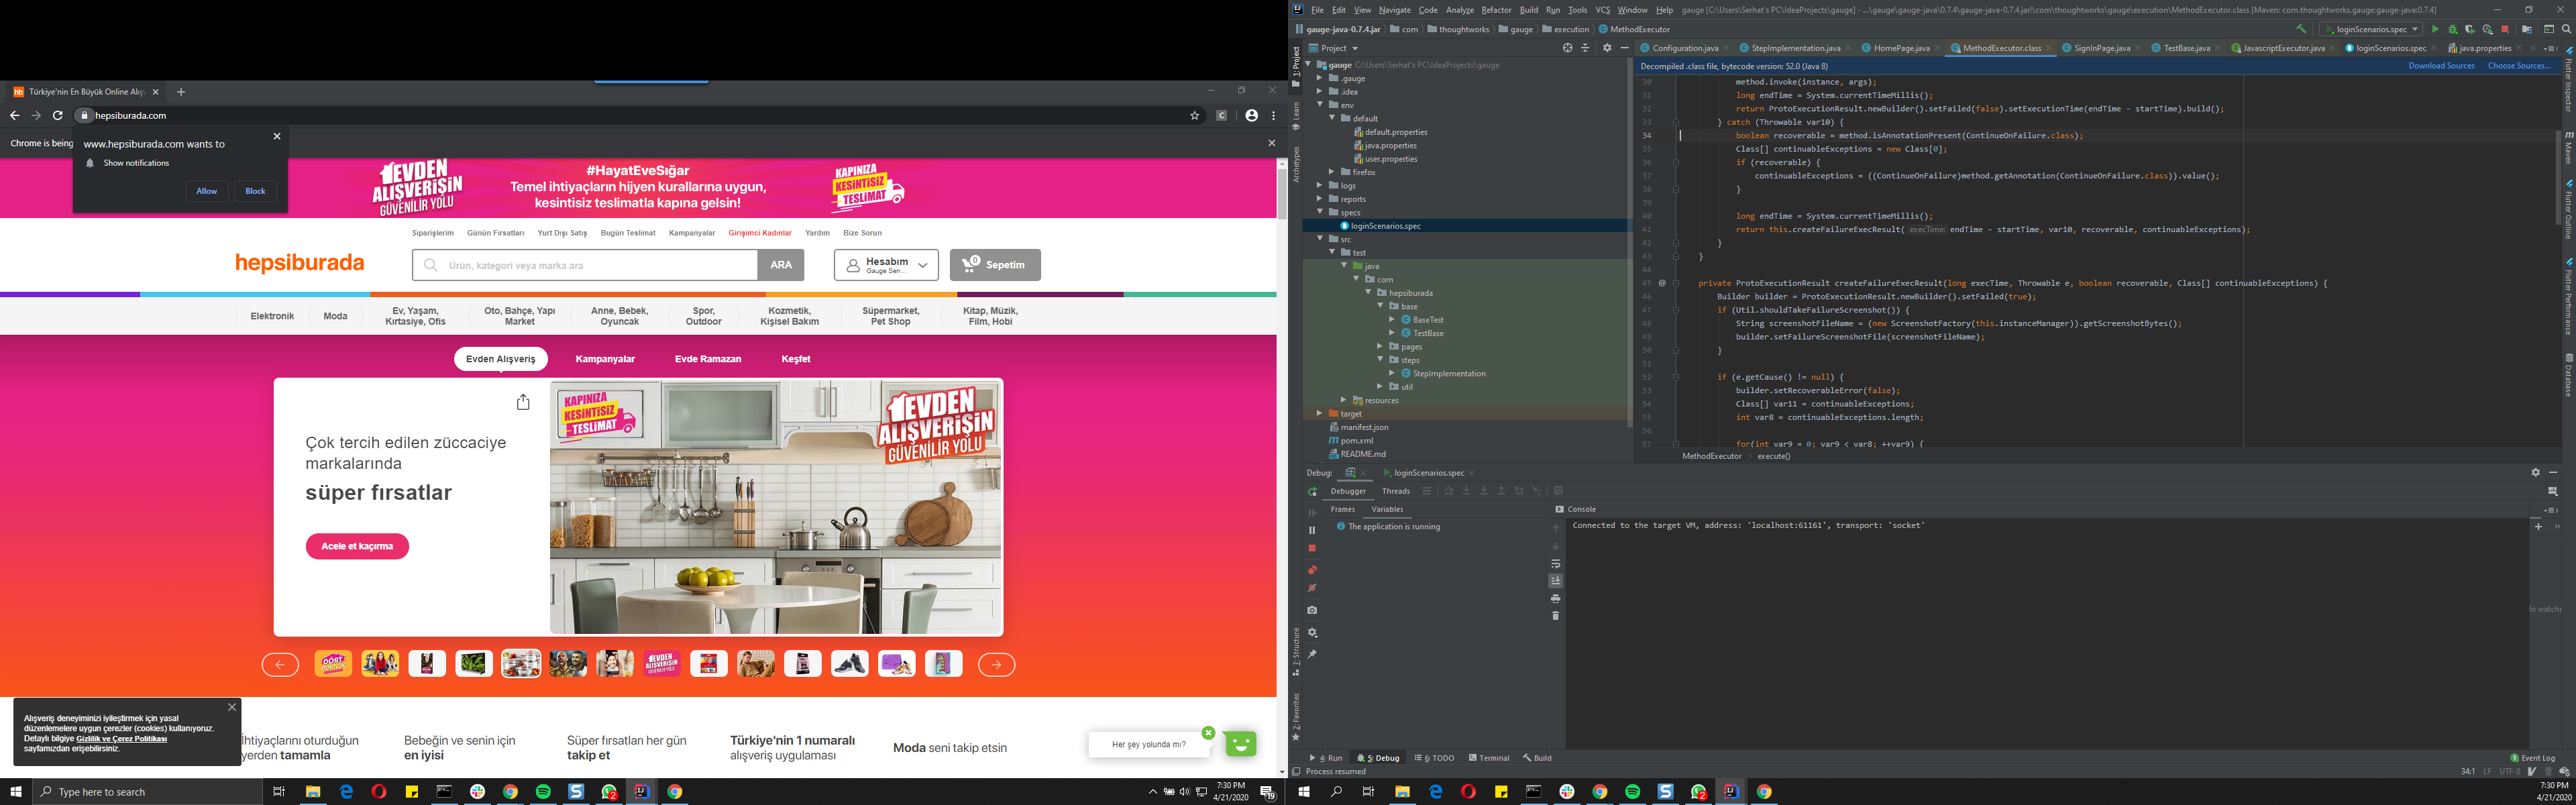 Türkiye'nin En Büyük Online Alışv
hepsiburada.com
Chrome is being
www.hepsiburada.com wants to
Show notifications
Allow
Block
EVDEN
ALIŞVERİŞİN
GÜVENİLİR YOLU
#HayatEveSığar
Temel ihtiyaçların hijyen kurallarına uygun,
kesintisiz teslimatla kapına gelsin!
KAPINIZA
KESİNTİSİZ
TESLİMAT
Siparişlerim Günün Fırsatları Yurt Dışı Satış Bugün Teslimat Kampanyalar Girişimci Kadınlar Yardım Bize Sorun
hepsiburada
Ürün, kategori veya marka ara
ARA
Hesabım
Gauge Sen...
0
Sepetim
Elektronik
Moda
Ev, Yaşam,
Kırtasiye, Ofis
Oto, Bahçe, Yapı
Market
Anne, Bebek,
Oyuncak
Spor,
Outdoor
Kozmetik,
Kişisel Bakım
Süpermarket,
Pet Shop
Kitap, Müzik,
Film, Hobi
Evden Alışveriş
Kampanyalar
Evde Ramazan
Keşfet
Çok tercih edilen züccaciye
markalarında
süper fırsatlar
Acele et kaçırma
KAPINIZA
KESİNTİSİZ
TESLİMAT
EVDEN
ALIŞVERİŞİN
GÜVENİLİR YOLU
Alışveriş deneyiminizi iyileştirmek için yasal
düzenlemelere uygun çerezler (cookies) kullanıyoruz.
Detaylı bilgiye Gizlilik ve Çerez Politikası
sayfamızdan erişebilirsiniz.
İhtiyaçlarını oturduğun
yerden tamamla
Bebeğin ve senin için
en iyisi
Süper fırsatları her gün
takip et
Türkiye'nin 1 numaralı
alışveriş uygulaması
Moda seni takip etsin
Her şey yolunda mı?
Type here to search
7:30 PM
4/21/2020
File Edit View Navigate Code Analyze Refactor Build Run Tools VCS Window Help
gauge [C:\Users\Serhat's PC\IdeaProjects\gauge] - ...\gauge\gauge-java\0.7.4\gauge-java-0.7.4.jar!\com\thoughtworks\gauge\execution\MethodExecutor.class [Maven: com.thoughtworks.gauge:gauge-java:0.7.4]
gauge-java-0.7.4.jar com thoughtworks gauge execution MethodExecutor
loginScenarios.spec
Project
Configuration.java StepImplementation.java HomePage.java MethodExecutor.class SignInPage.java TestBase.java JavascriptExecutor.java loginScenarios.spec java.properties
Decompiled .class file, bytecode version: 52.0 (Java 8)
Download Sources Choose Sources...
1: Project
Learn
Archetypes
7: Structure
2: Favorites
gauge C:\Users\Serhat's PC\IdeaProjects\gauge
.gauge
.idea
env
default
default.properties
java.properties
user.properties
firefox
logs
reports
specs
loginScenarios.spec
src
test
java
com
hepsiburada
base
BaseTest
TestBase
pages
steps
StepImplementation
util
resources
target
manifest.json
pom.xml
README.md
30 method.invoke(instance, args);
31 long endTime = System.currentTimeMillis();
32 return ProtoExecutionResult.newBuilder().setFailed(false).setExecutionTime(endTime - startTime).build();
33 } catch (Throwable var10) {
34 boolean recoverable = method.isAnnotationPresent(ContinueOnFailure.class);
35 Class[] continuableExceptions = new Class[0];
36 if (recoverable) {
37 continuableExceptions = ((ContinueOnFailure)method.getAnnotation(ContinueOnFailure.class)).value();
38 }
39
40 long endTime = System.currentTimeMillis();
41 return this.createFailureExecResult( execTime: endTime - startTime, var10, recoverable, continuableExceptions);
42 }
43 }
44
45 @ private ProtoExecutionResult createFailureExecResult(long execTime, Throwable e, boolean recoverable, Class[] continuableExceptions) {
46 Builder builder = ProtoExecutionResult.newBuilder().setFailed(true);
47 if (Util.shouldTakeFailureScreenshot()) {
48 String screenshotFileName = (new ScreenshotFactory(this.instanceManager)).getScreenshotBytes();
49 builder.setFailureScreenshotFile(screenshotFileName);
50 }
51
52 if (e.getCause() != null) {
53 builder.setRecoverableError(false);
54 Class[] var11 = continuableExceptions;
55 int var8 = continuableExceptions.length;
56
57 for(int var9 = 0; var9 < var8; ++var9) {
MethodExecutor execute()
Flutter Inspector
Maven
Flutter Outline
Flutter Performance
Database
Debug: loginScenarios.spec
Debugger Threads
Frames Variables
The application is running
Console
Connected to the target VM, address: 'localhost:61161', transport: 'socket'
4: Run 5: Debug 6: TODO Terminal Build
1 Event Log
Process resumed
34:1 LF UTF-8
7:30 PM
4/21/2020